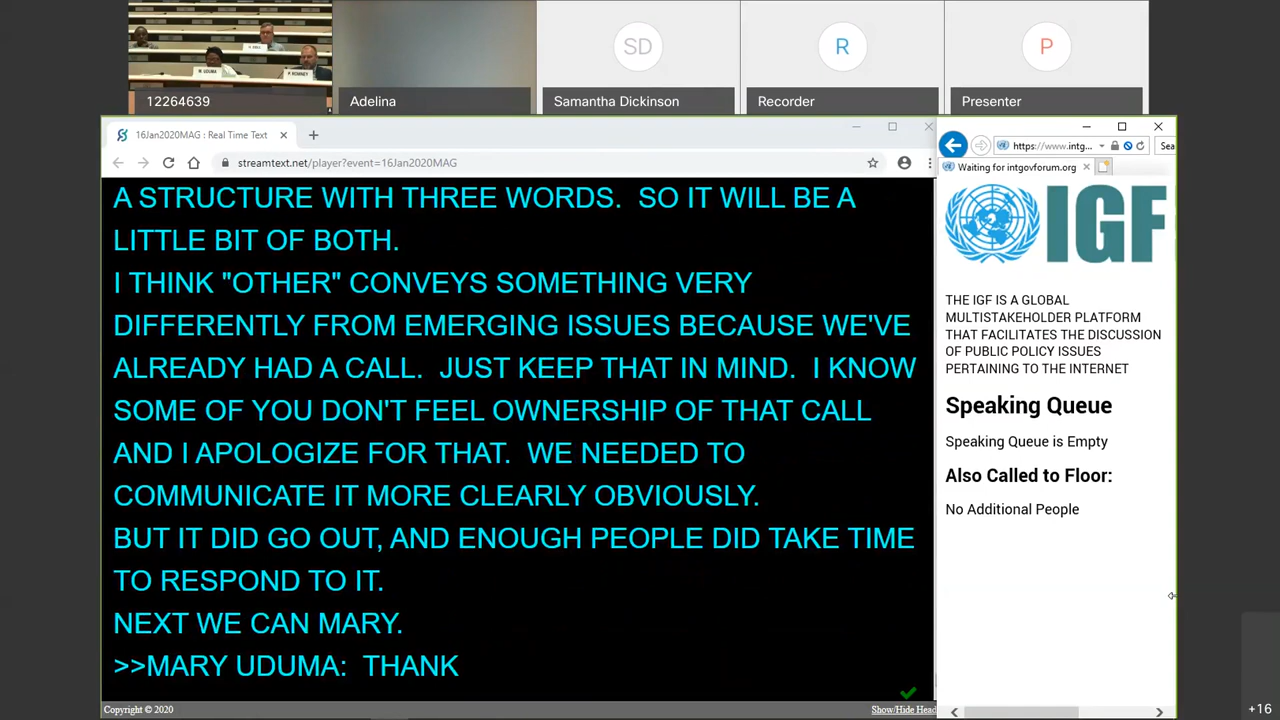 M. UDUMA
12264639
Adelina
SD
Samantha Dickinson
R
Recorder
P
Presenter
16Jan2020MAG : Real Time Text
streamtext.net/player?event=16Jan2020MAG
A STRUCTURE WITH THREE WORDS.  SO IT WILL BE A
LITTLE BIT OF BOTH.
I THINK "OTHER" CONVEYS SOMETHING VERY
DIFFERENTLY FROM EMERGING ISSUES BECAUSE WE'VE
ALREADY HAD A CALL.  JUST KEEP THAT IN MIND.  I KNOW
SOME OF YOU DON'T FEEL OWNERSHIP OF THAT CALL
AND I APOLOGIZE FOR THAT.  WE NEEDED TO
COMMUNICATE IT MORE CLEARLY OBVIOUSLY.
BUT IT DID GO OUT, AND ENOUGH PEOPLE DID TAKE TIME
TO RESPOND TO IT.
NEXT WE CAN MARY.
>>MARY UDUMA:  THANK
Copyright © 2020
Show/Hide Head
https://www.intg...
Sea
Waiting for intgovforum.org
IGF
THE IGF IS A GLOBAL
MULTISTAKEHOLDER PLATFORM
THAT FACILITATES THE DISCUSSION
OF PUBLIC POLICY ISSUES
PERTAINING TO THE INTERNET
Speaking Queue
Speaking Queue is Empty
Also Called to Floor:
No Additional People
+16